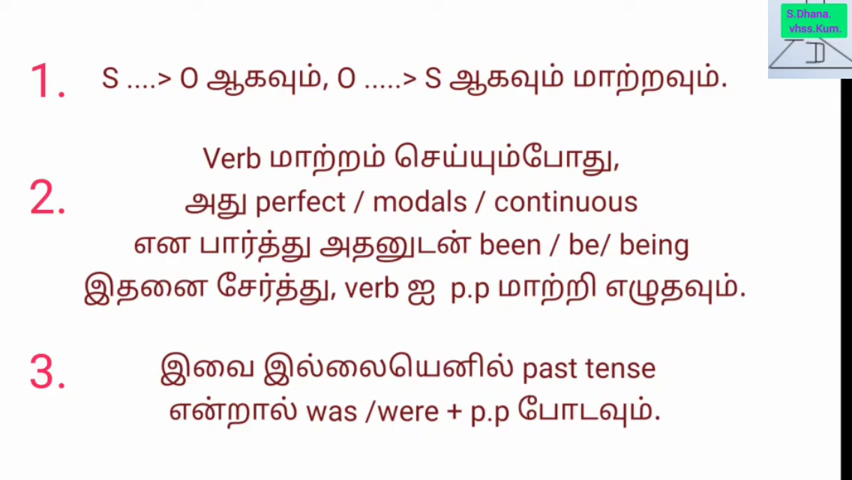 S.Dhana.
vhss.Kum.
1. S ....> O ஆகவும், O .....> S ஆகவும் மாற்றவும்.
Verb மாற்றம் செய்யும்போது,
2. அது perfect / modals / continuous
என பார்த்து அதனுடன் been / be/ being
இதனை சேர்த்து, verb ஐ p.p மாற்றி எழுதவும்.
3. இவை இல்லையெனில் past tense
என்றால் was /were + p.p போடவும்.